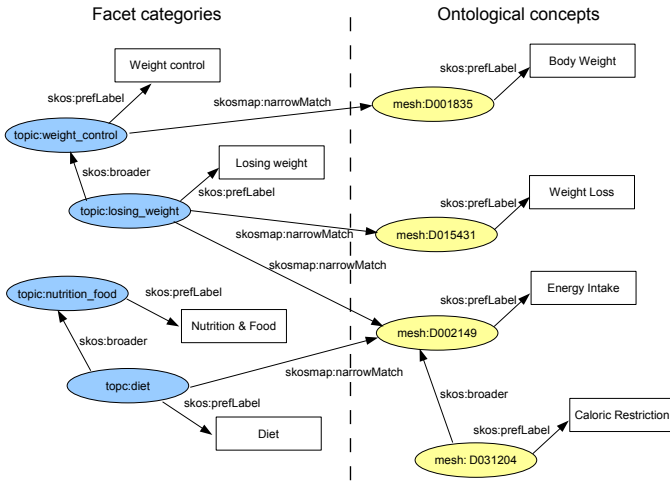 Facet categories
Ontological concepts
Weight control
skos:prefLabel
Body Weight
skos:prefLabel
skosmap:narrowMatch
mesh:D001835
topic:weight_control
skos:broader
Losing weight
skos:prefLabel
topic:losing_weight
skos:prefLabel
Weight Loss
skosmap:narrowMatch
mesh:D015431
skosmap:narrowMatch
topic:nutrition_food
skos:prefLabel
Nutrition & Food
skos:prefLabel
Energy Intake
mesh:D002149
skos:broader
skosmap:narrowMatch
topc:diet
skos:prefLabel
Diet
skos:broader
skos:prefLabel
Caloric Restriction
mesh: D031204